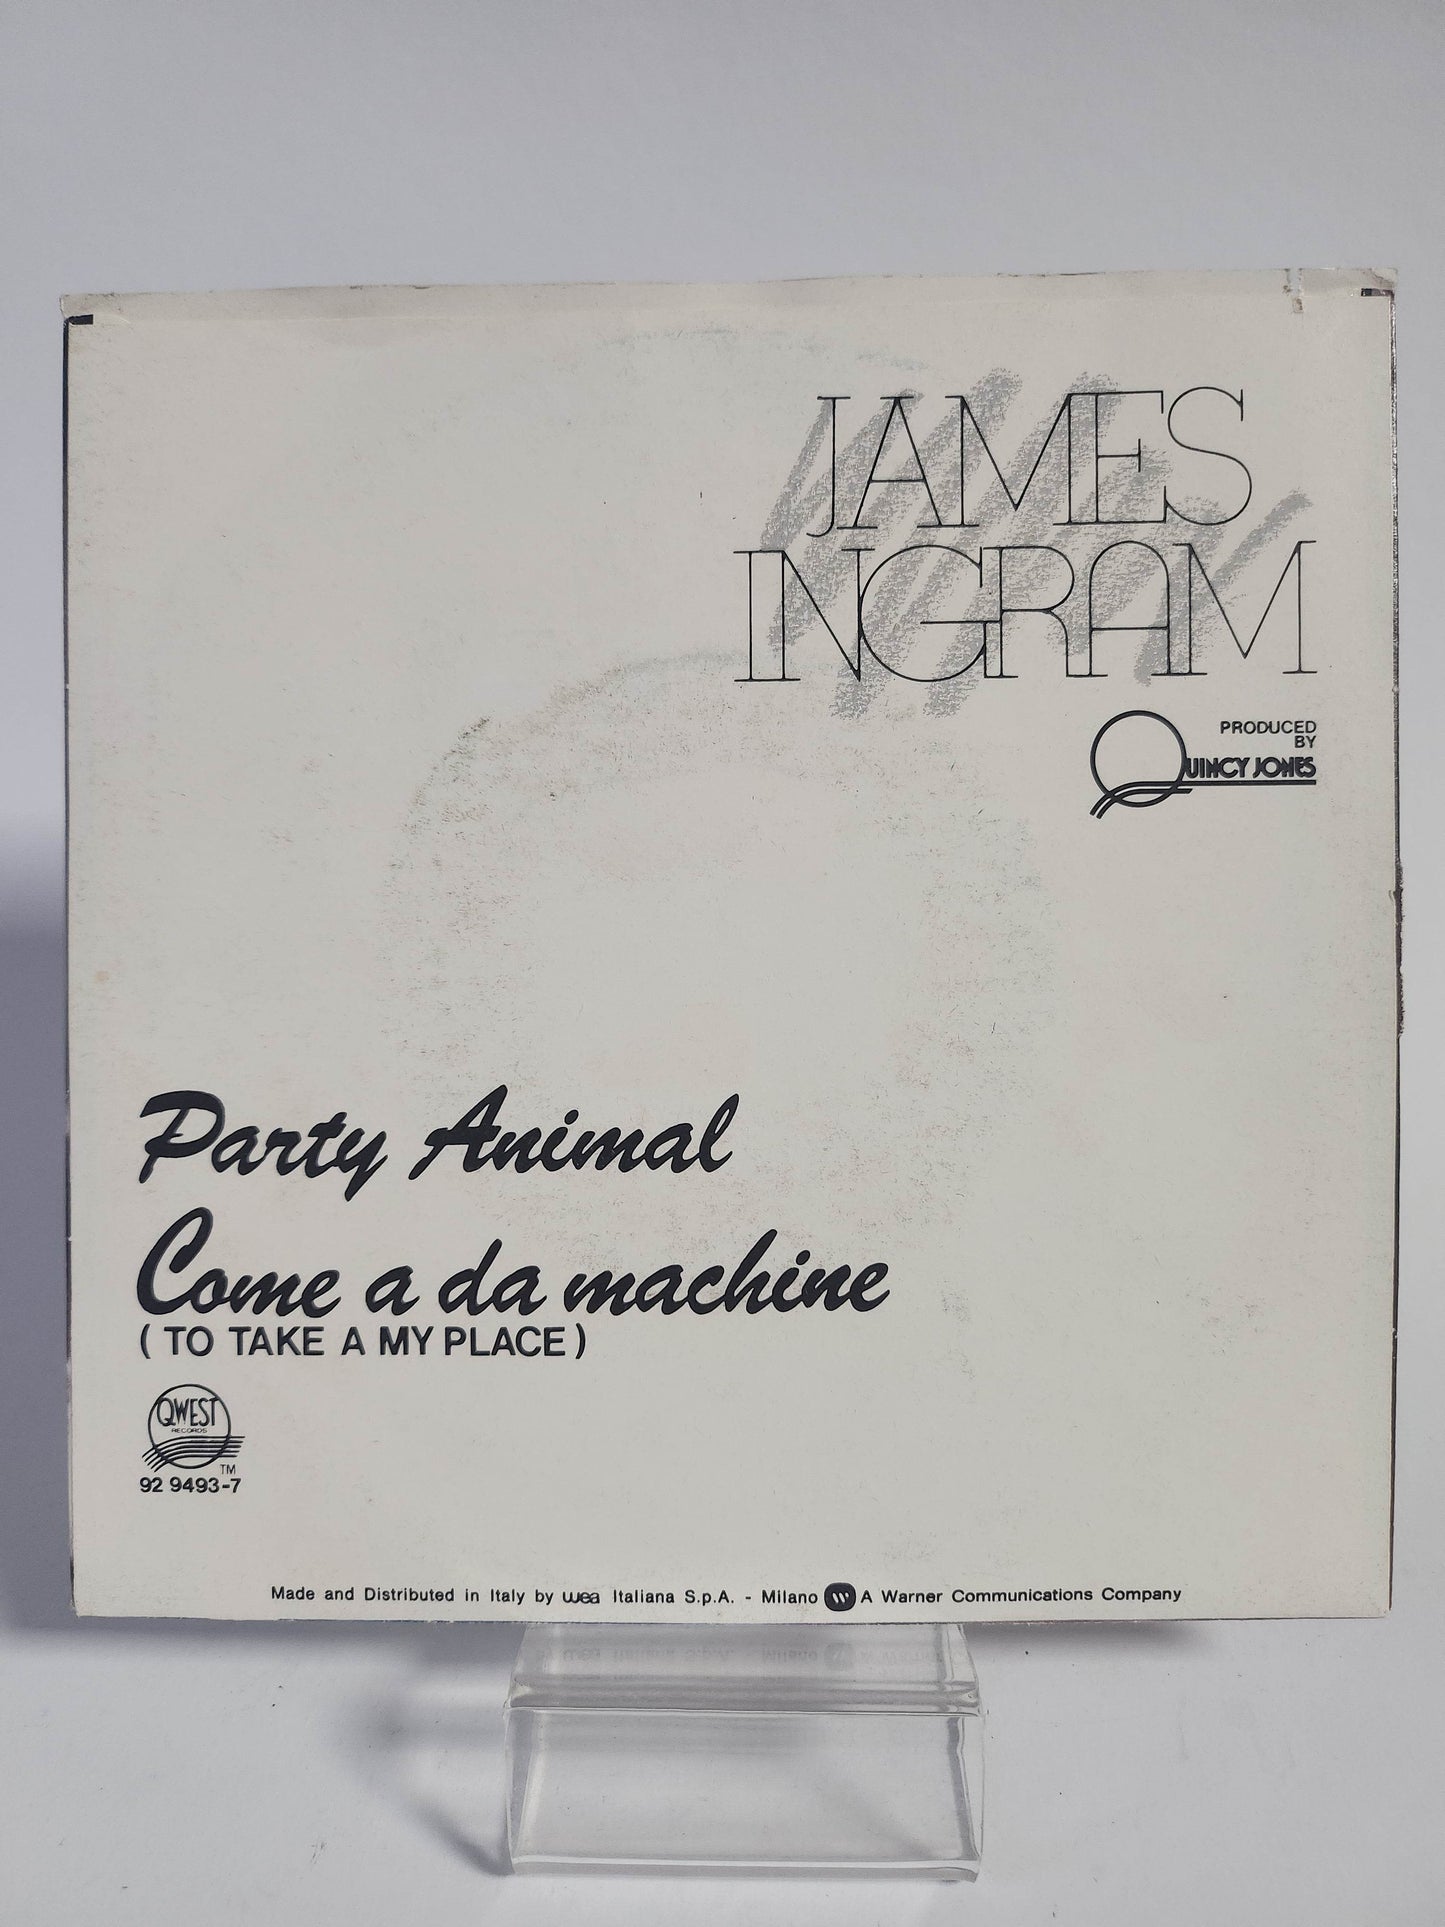 JAMES
INGRAM
PRODUCED
BY
QUINCY JONES
Party Animal
Come a da machine
( TO TAKE A MY PLACE )
QWEST
RECORDS
TM
92 9493-7
Made and Distributed in Italy by wea Italiana S.p.A. - Milano W A Warner Communications Company